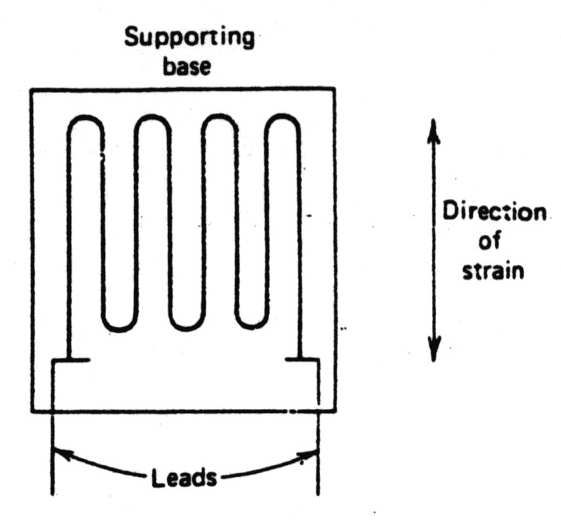 Supporting
base
Direction
of
strain
Leads